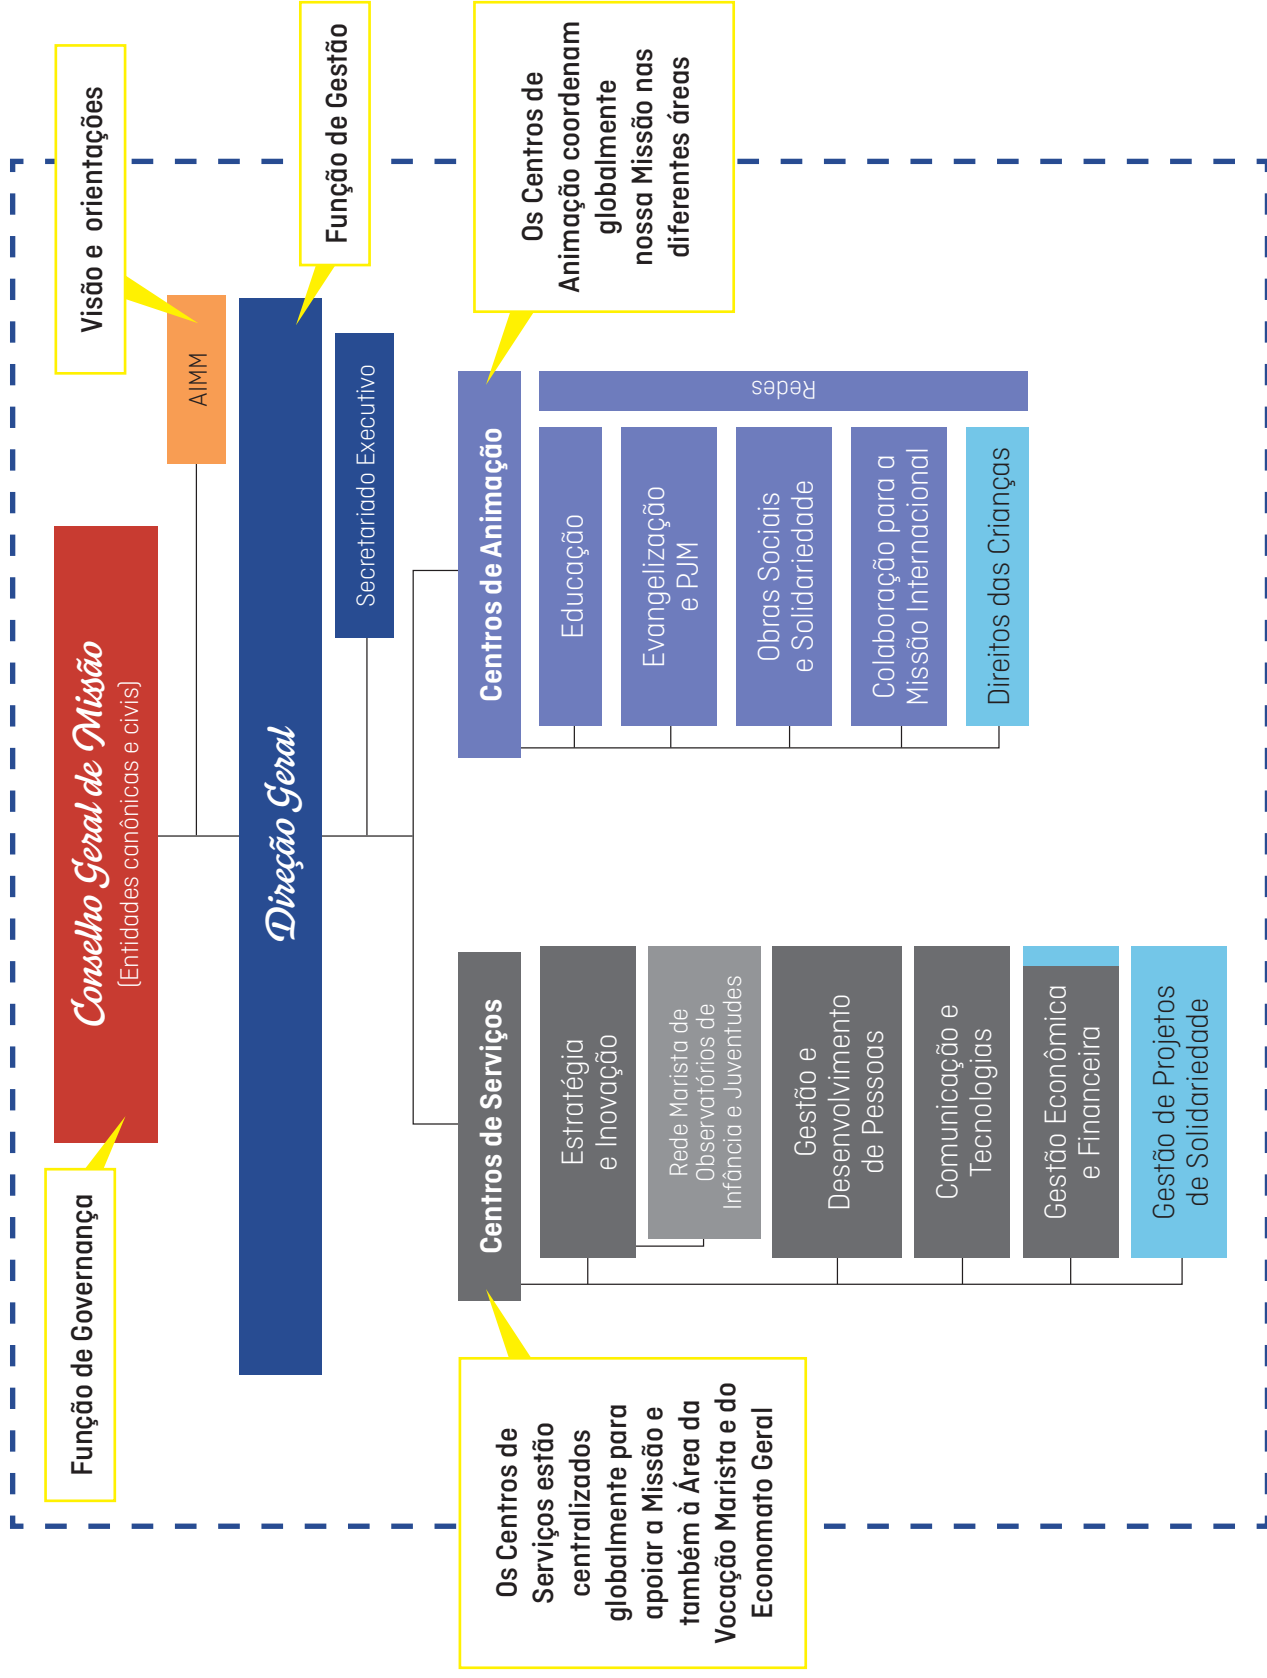 Função de Governança
Conselho Geral de Missão
(Entidades canônicas e civis)
Visão e orientações
AIMM
Direção Geral
Função de Gestão
Secretariado Executivo
Os Centros de
Serviços estão
centralizados
globalmente para
apoiar a Missão e
também à Área da
Vocação Marista e do
Economato Geral
Centros de Serviços
Estratégia
e Inovação
Rede Marista de
Observatórios de
Infância e Juventudes
Gestão e
Desenvolvimento
de Pessoas
Comunicação e
Tecnologias
Gestão Econômica
e Financeira
Gestão de Projetos
de Solidariedade
Centros de Animação
Educação
Evangelização
e PJM
Obras Sociais
e Solidariedade
Colaboração para a
Missão Internacional
Direitos das Crianças
Redes
Os Centros de
Animação coordenam
globalmente
nossa Missão nas
diferentes áreas